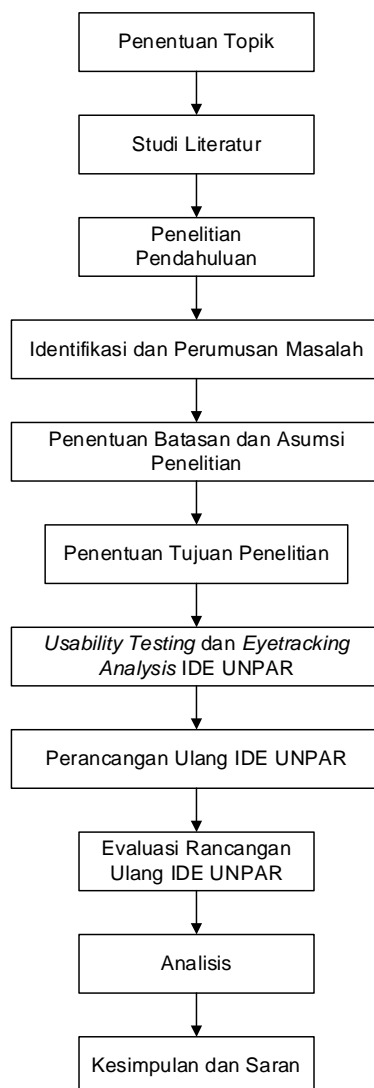 Penentuan Topik
Studi Literatur
Penelitian
Pendahuluan
Identifikasi dan Perumusan Masalah
Penentuan Batasan dan Asumsi
Penelitian
Penentuan Tujuan Penelitian
Usability Testing dan Eyetracking
Analysis IDE UNPAR
Perancangan Ulang IDE UNPAR
Evaluasi Rancangan
Ulang IDE UNPAR
Analisis
Kesimpulan dan Saran